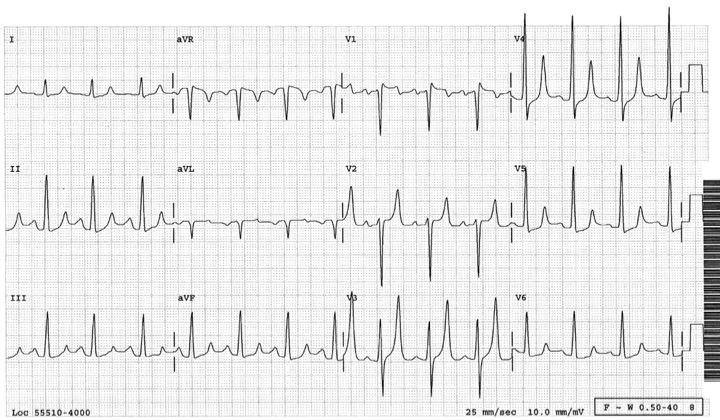 I aVR V1 V4
II aVL V2 V5
III aVF V3 V6
Loc 55510-4000 25 mm/sec 10.0 mm/mV F ~ W 0.50-40 8